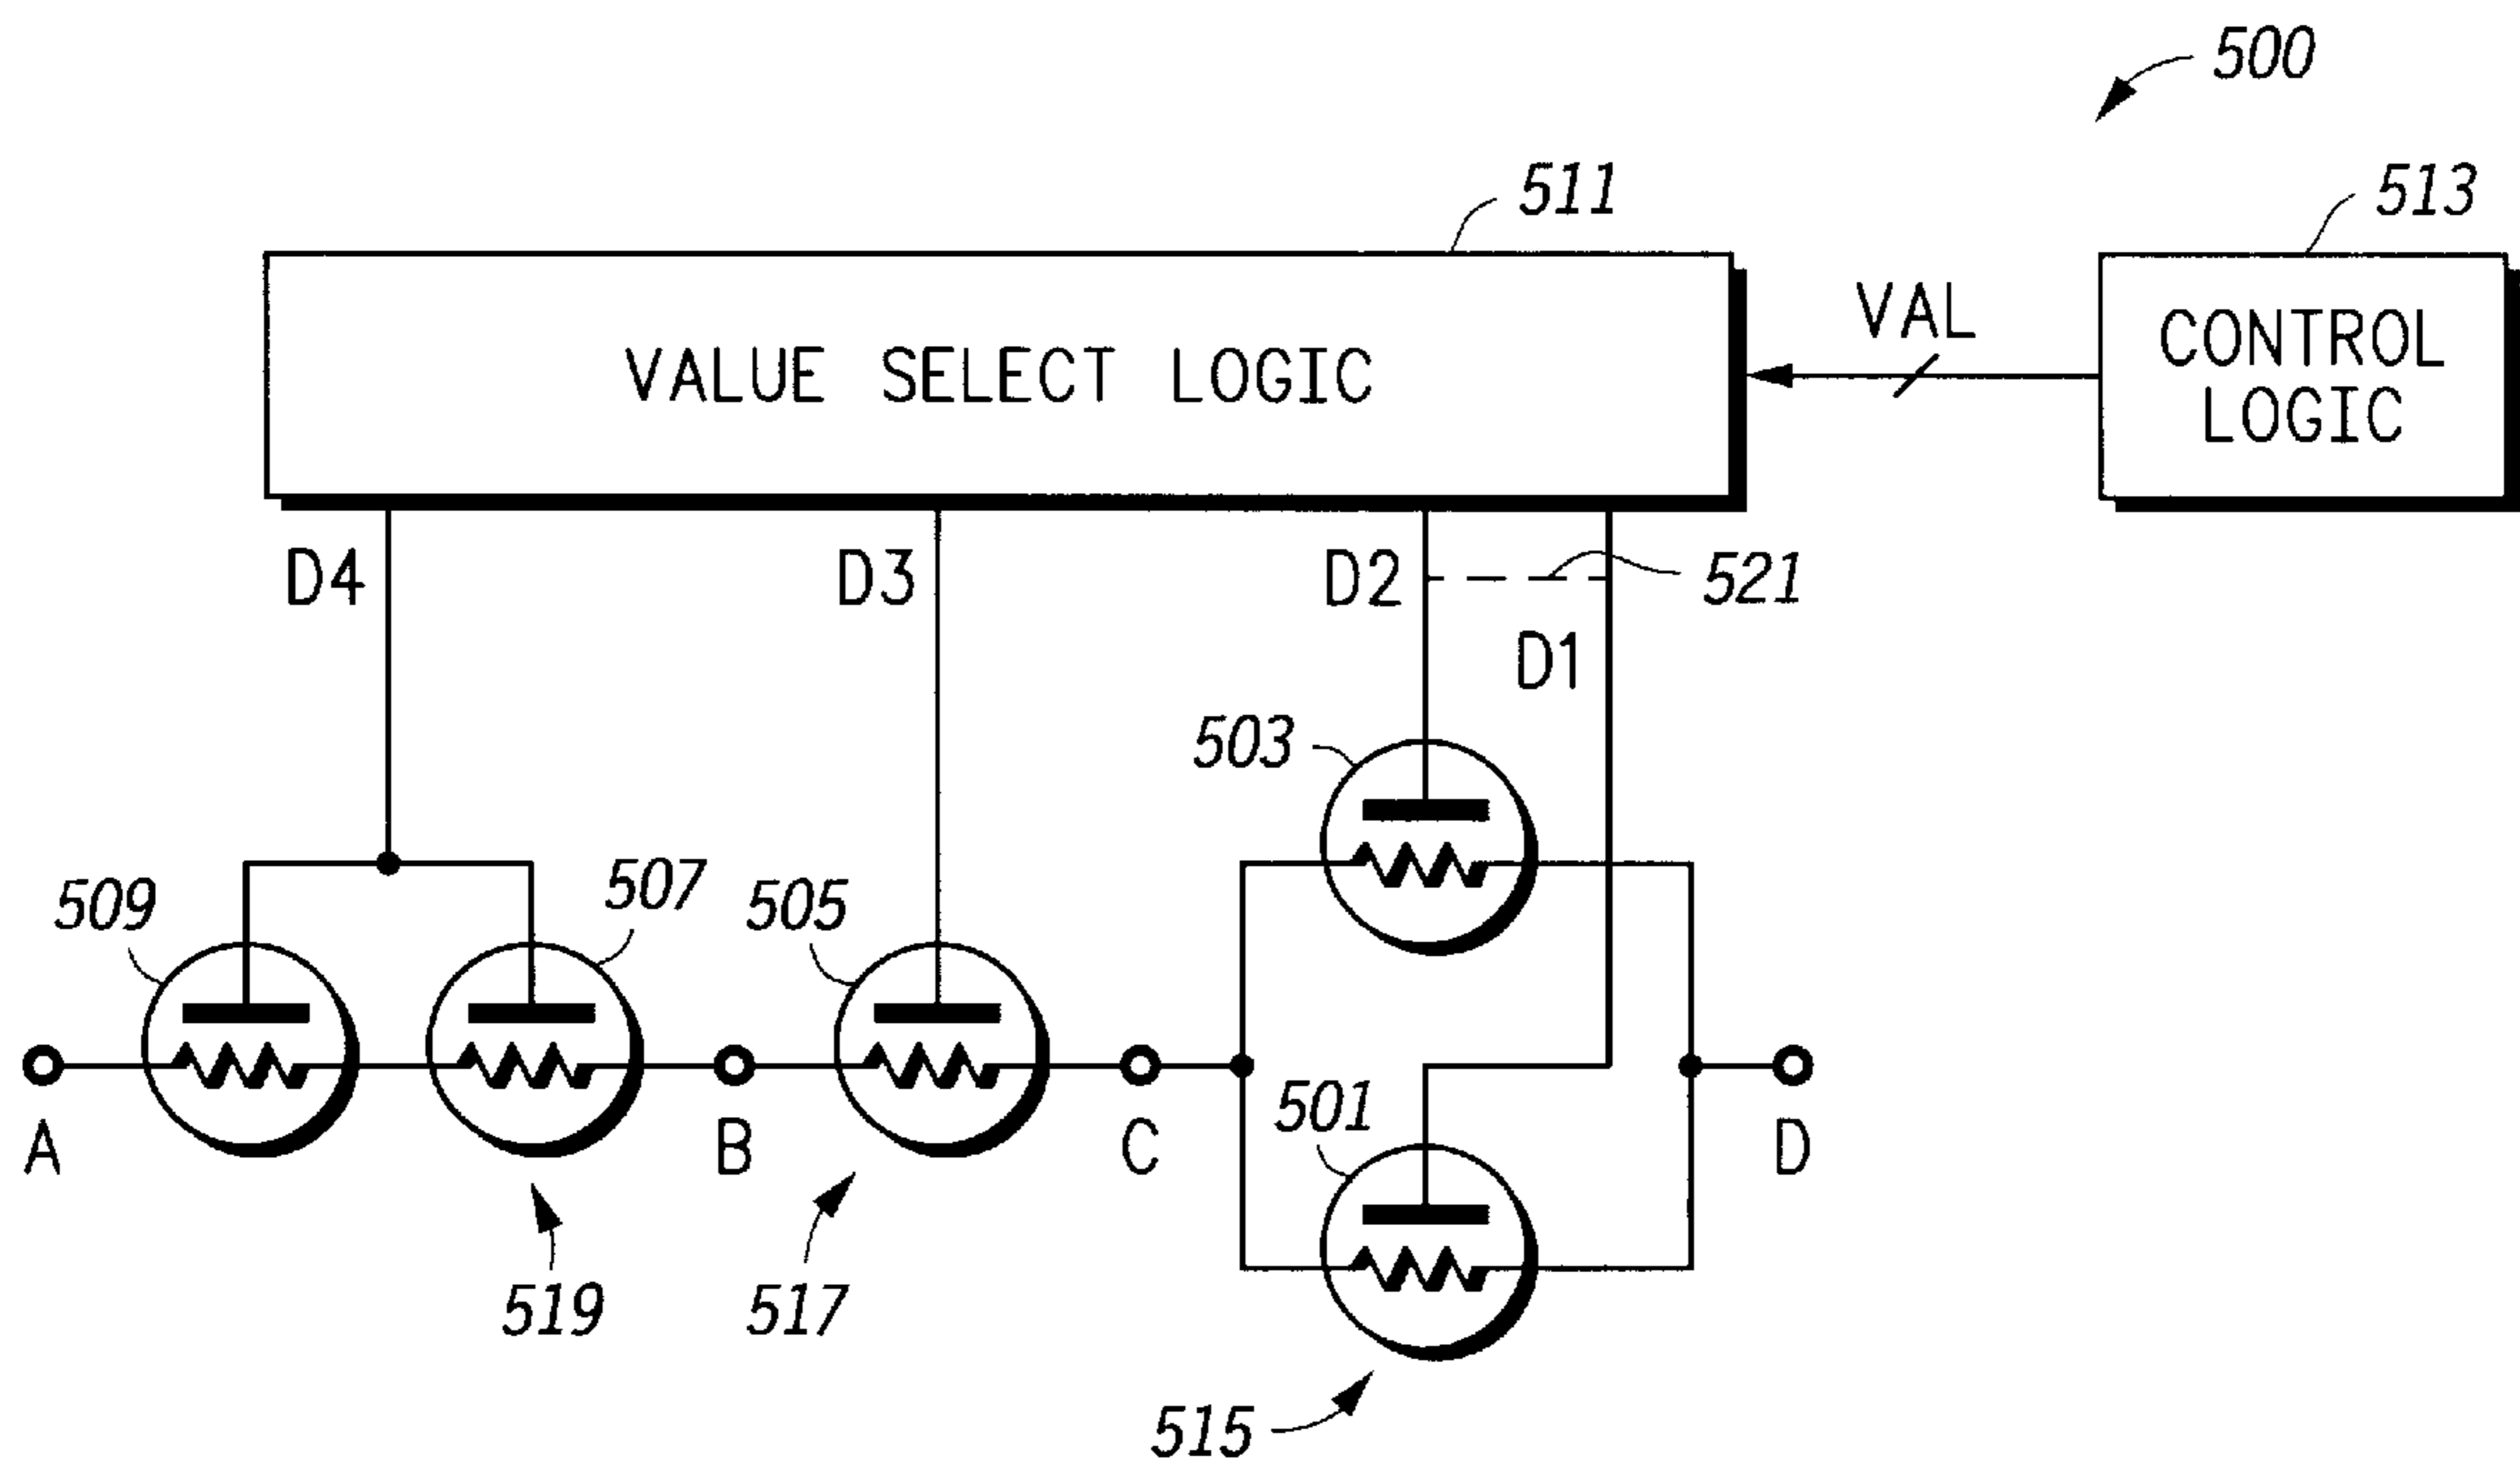 500
511
513
VALUE SELECT LOGIC
VAL
CONTROL
LOGIC
D4
D3
D2
521
D1
503
509
507
505
501
A
B
C
D
519
517
515